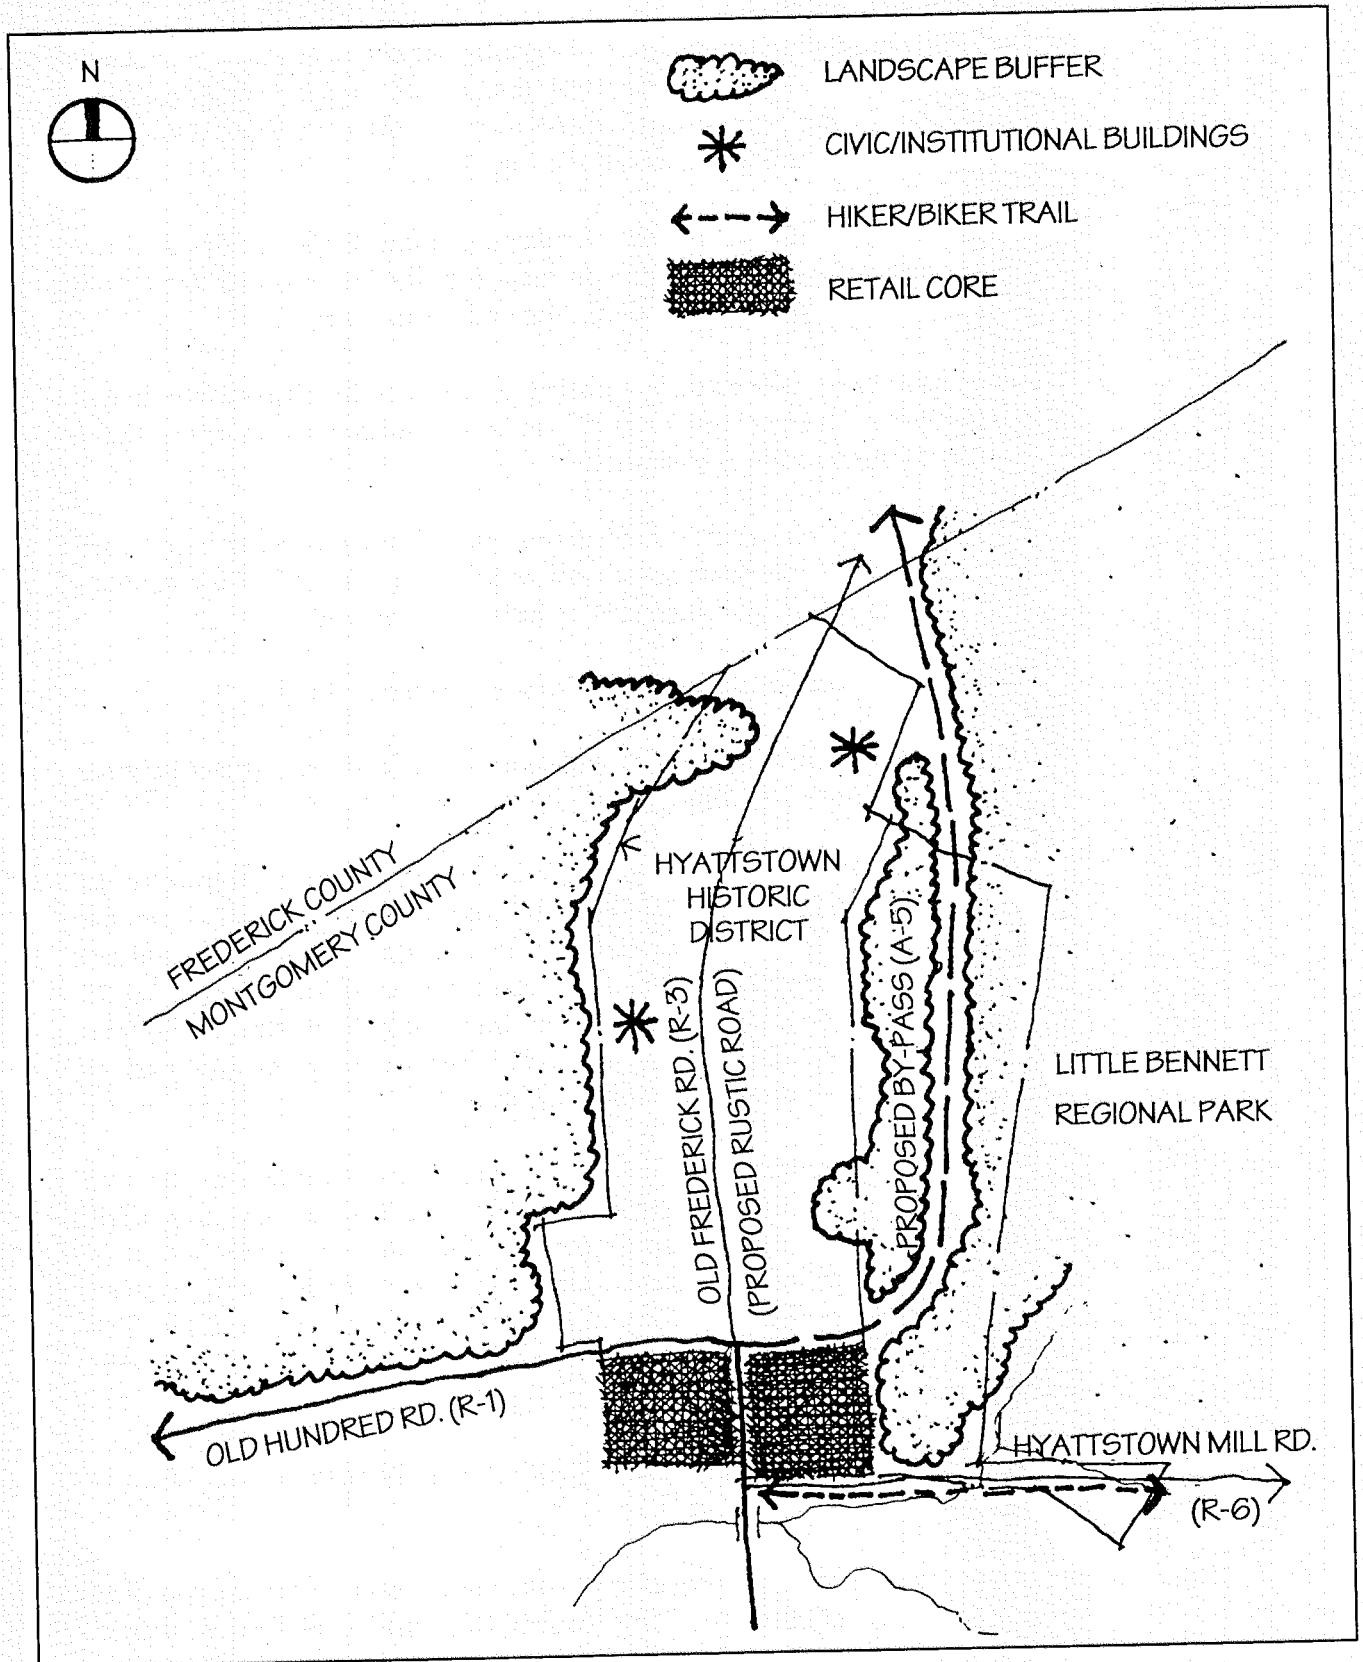 N
LANDSCAPE BUFFER
CIVIC/INSTITUTIONAL BUILDINGS
HIKER/BIKER TRAIL
RETAIL CORE
FREDERICK COUNTY
MONTGOMERY COUNTY
HYATTSTOWN
HISTORIC
DISTRICT
OLD FREDERICK RD. (R-3)
(PROPOSED RUSTIC ROAD)
PROPOSED BY-PASS (A-5)
LITTLE BENNETT
REGIONAL PARK
OLD HUNDRED RD. (R-1)
HYATTSTOWN MILL RD.
(R-6)